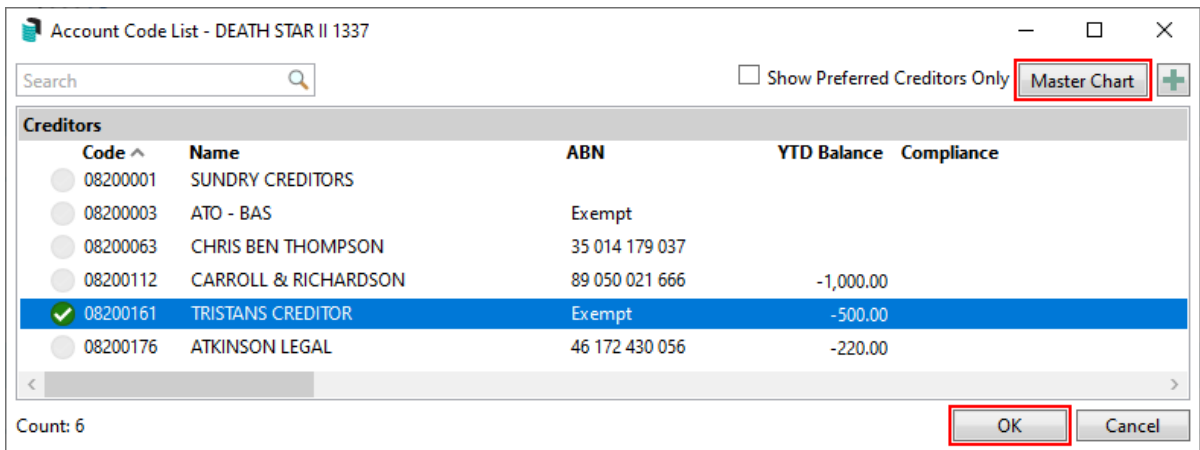 Account Code List - DEATH STAR II 1337
Search Show Preferred Creditors Only Master Chart
Creditors
Code Name ABN YTD Balance Compliance
08200001 SUNDRY CREDITORS
08200003 ATO - BAS Exempt
08200063 CHRIS BEN THOMPSON 35 014 179 037
08200112 CARROLL & RICHARDSON 89 050 021 666 -1,000.00
08200161 TRISTANS CREDITOR Exempt -500.00
08200176 ATKINSON LEGAL 46 172 430 056 -220.00
Count: 6 OK Cancel